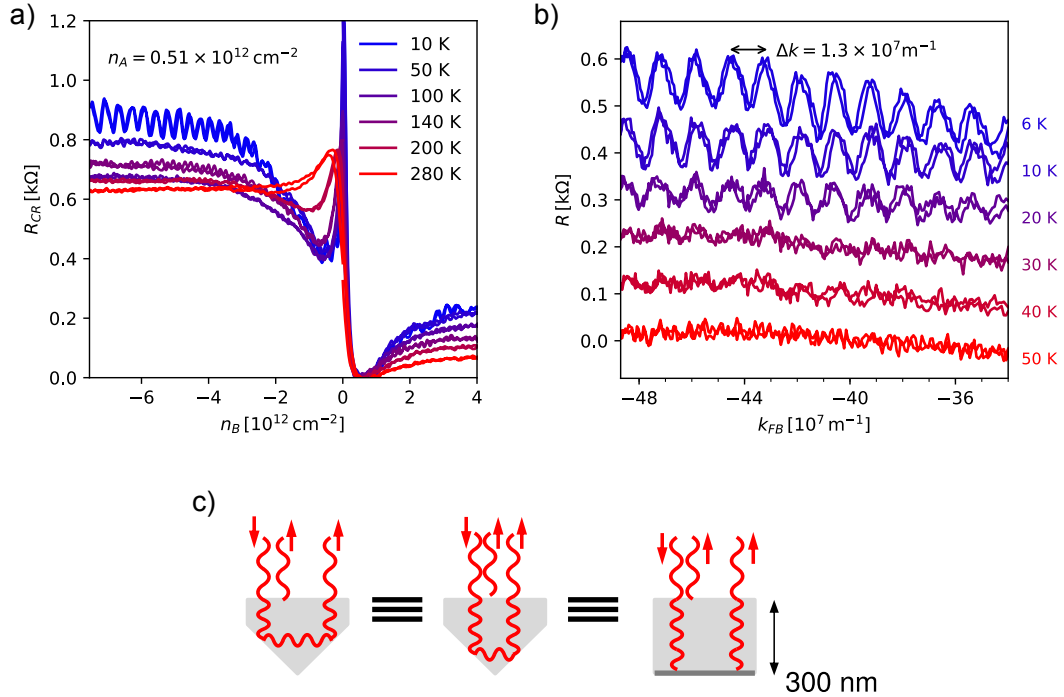 a)
1.2
1.0
0.8
0.6
0.4
0.2
0.0
R_CR [kΩ]
n_A = 0.51 × 10^12 cm^−2
10 K
50 K
100 K
140 K
200 K
280 K
−6 −4 −2 0 2 4
n_B [10^12 cm^−2]
b)
0.6
0.5
0.4
0.3
0.2
0.1
0.0
R [kΩ]
Δk = 1.3 × 10^7 m^−1
6 K
10 K
20 K
30 K
40 K
50 K
−48 −44 −40 −36
k_FB [10^7 m^−1]
c)
300 nm